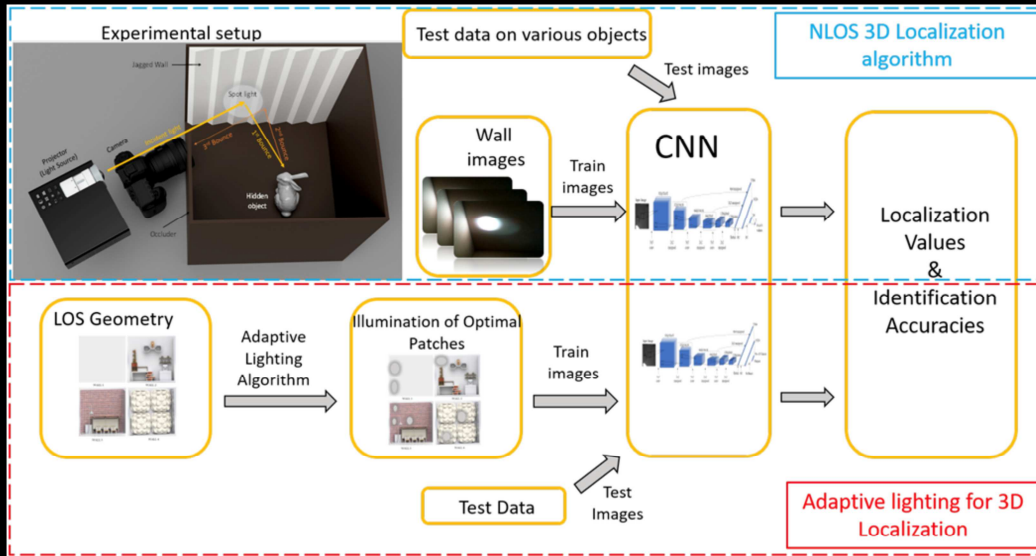 Experimental setup
Jagged Wall
Spot light
Incident light
1st Bounce
2nd Bounce
3rd Bounce
Camera
Projector
(Light Source)
Hidden
object
Occluder
Test data on various objects
Test images
NLOS 3D Localization
algorithm
Wall
images
Train
images
CNN
Localization
Values
&
Identification
Accuracies
LOS Geometry
Adaptive
Lighting
Algorithm
Illumination of Optimal
Patches
Train
images
Test Data
Test
Images
Adaptive lighting for 3D
Localization